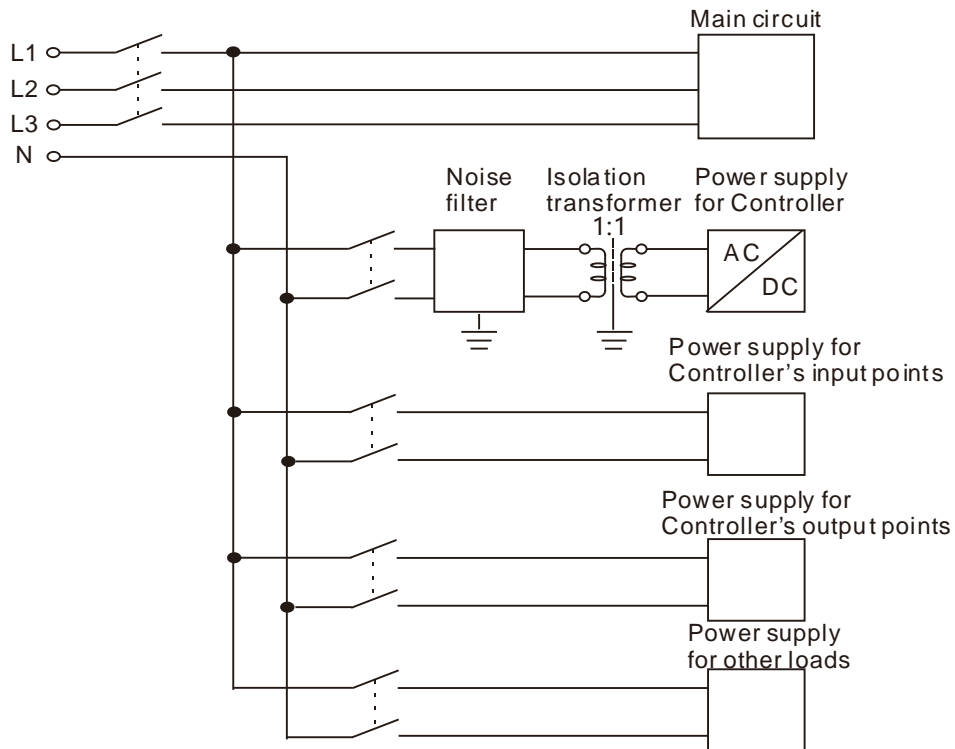 Main circuit
L1
L2
L3
N
Noise
filter
Isolation
transformer
1:1
Power supply
for Controller
AC
DC
Power supply for
Controller's input points
Power supply for
Controller's output points
Power supply
for other loads